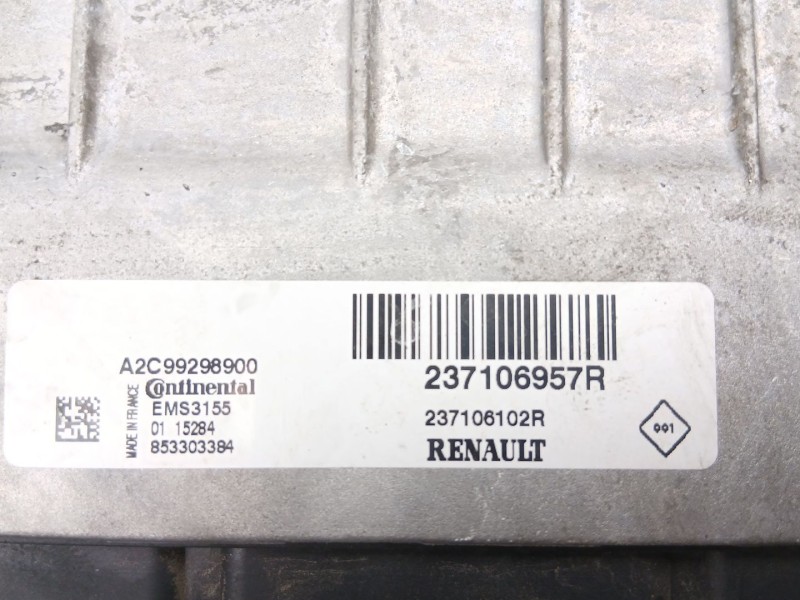 A2C99298900
Continental
EMS3155
01 15284
853303384
MADE IN FRANCE
237106957R
237106102R
RENAULT
991